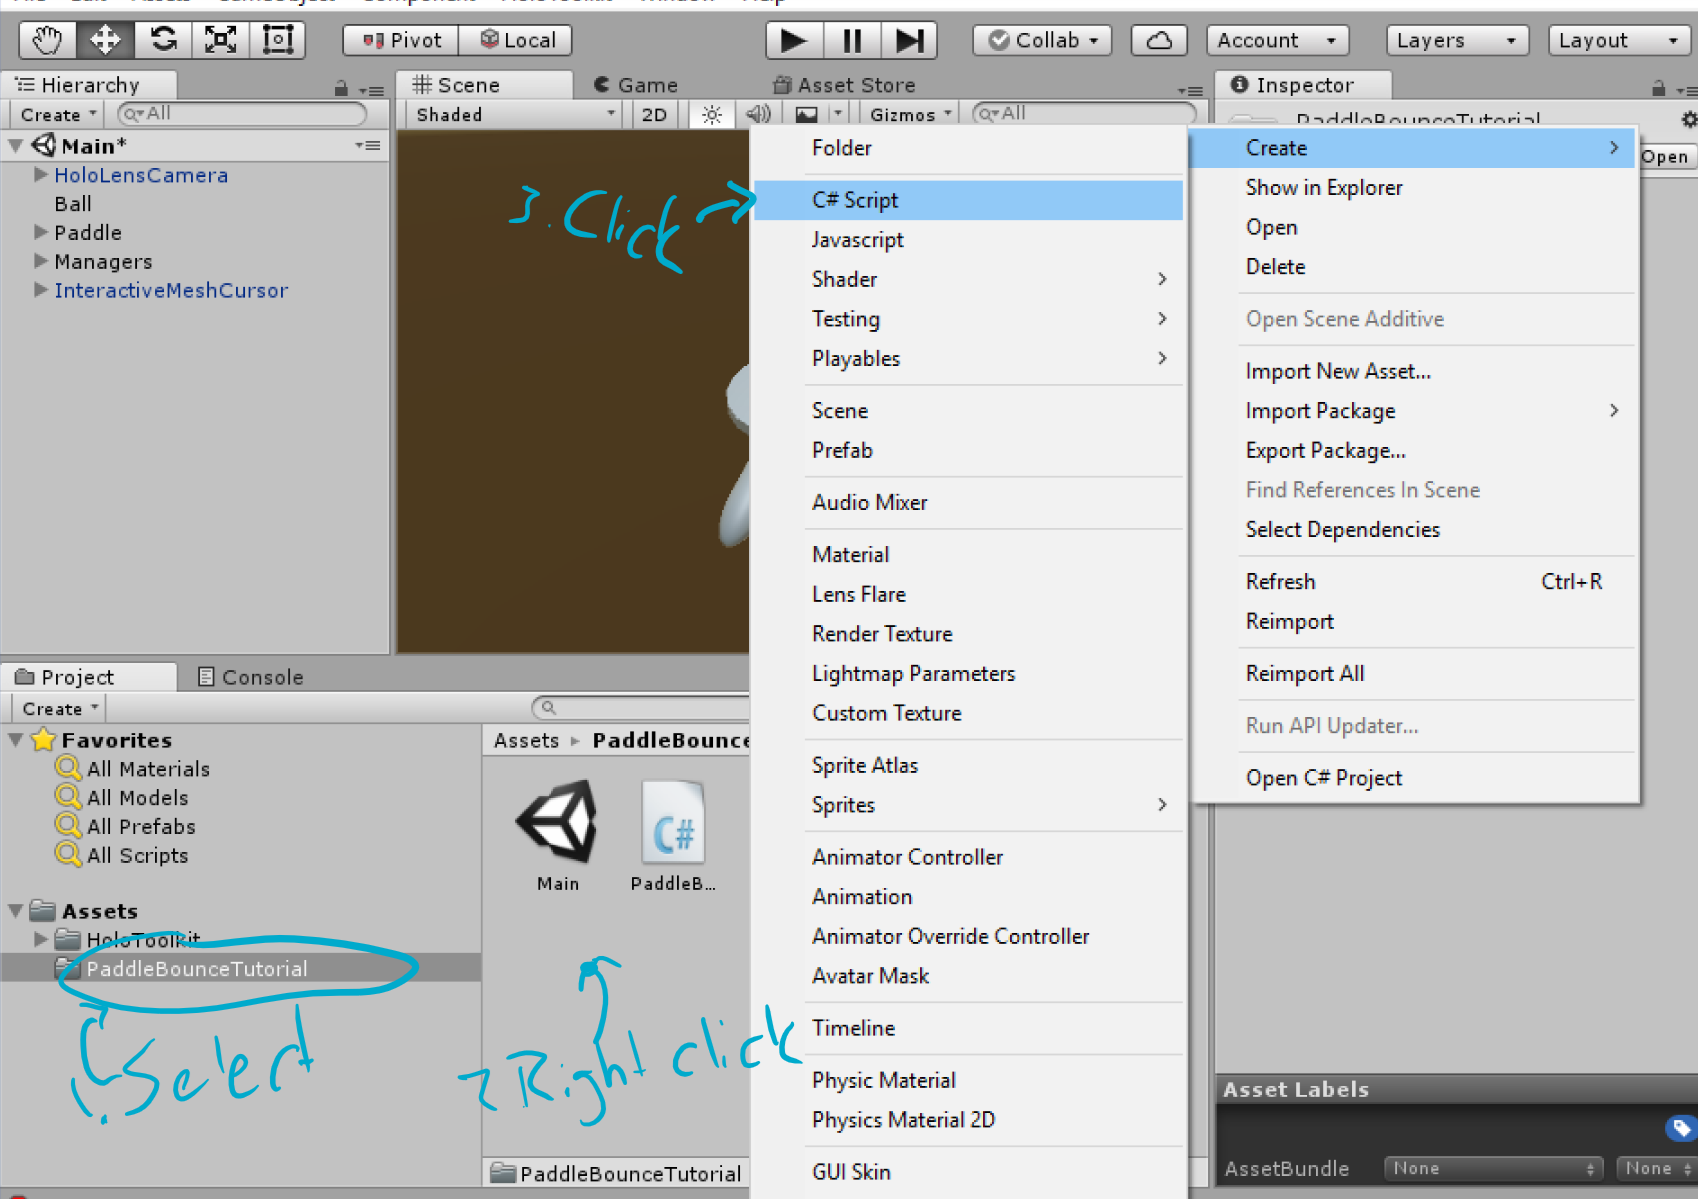 Pivot Local Collab Account Layers Layout
Hierarchy Scene Game Asset Store Inspector
Create All Shaded 2D Gizmos All PaddleBounceTutorial
Open
Main*
HoloLensCamera
Ball
Paddle
Managers
InteractiveMeshCursor
3. Click
Folder
C# Script
Javascript
Shader
Testing
Playables
Scene
Prefab
Audio Mixer
Material
Lens Flare
Render Texture
Lightmap Parameters
Custom Texture
Sprite Atlas
Sprites
Animator Controller
Animation
Animator Override Controller
Avatar Mask
Timeline
Physic Material
Physics Material 2D
GUI Skin
Create
Show in Explorer
Open
Delete
Open Scene Additive
Import New Asset...
Import Package
Export Package...
Find References In Scene
Select Dependencies
Refresh Ctrl+R
Reimport
Reimport All
Run API Updater...
Open C# Project
Project Console
Create
Favorites
All Materials
All Models
All Prefabs
All Scripts
Assets
HoloToolkit
PaddleBounceTutorial
1. Select
Assets PaddleBounce
C#
Main PaddleB...
2 Right click
PaddleBounceTutorial
Asset Labels
AssetBundle None None